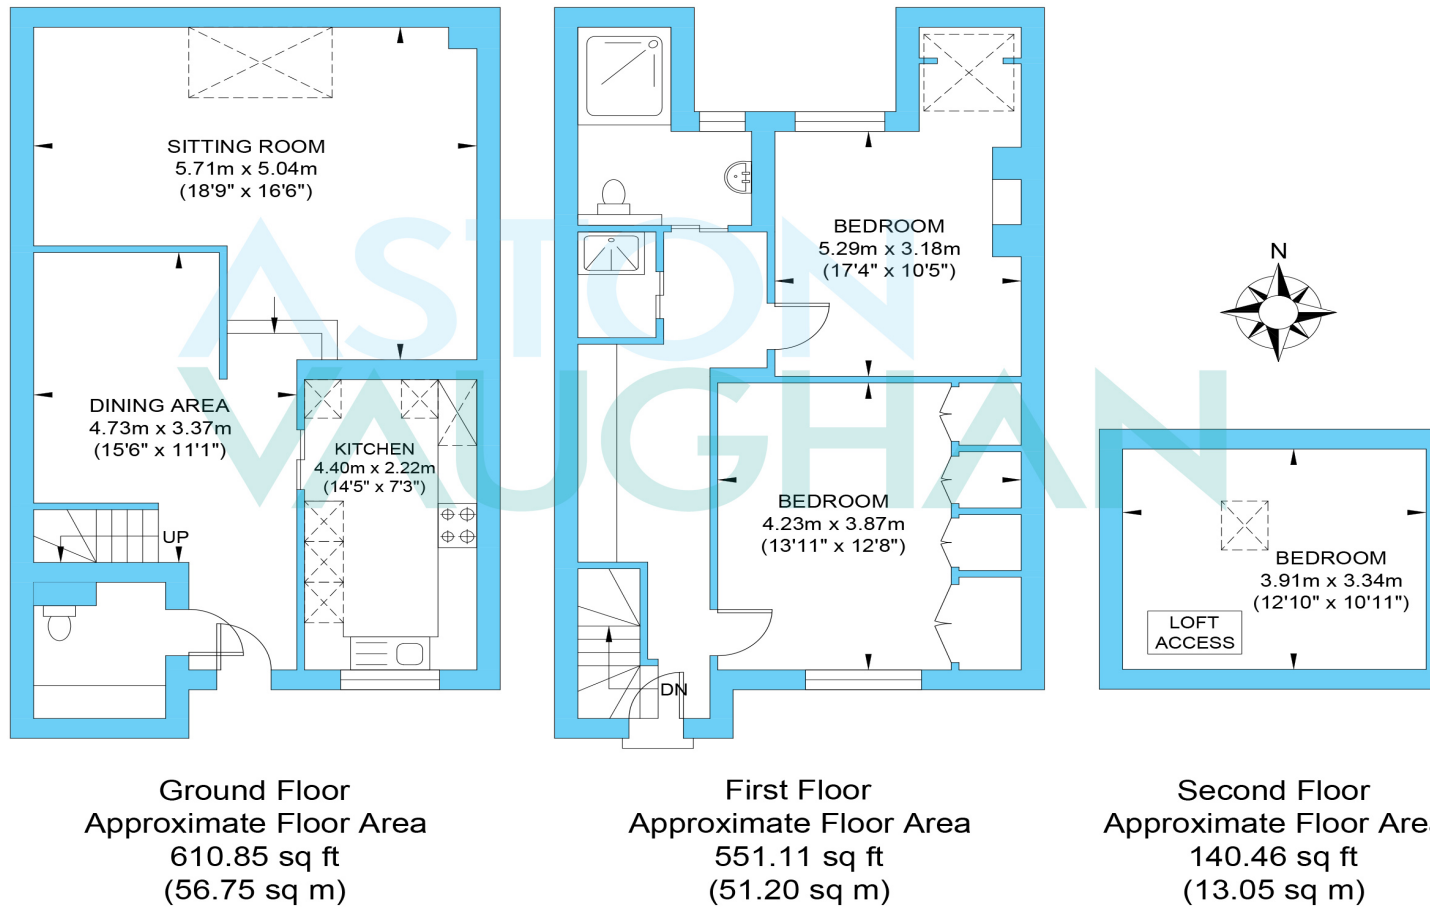 SITTING ROOM
5.71m x 5.04m
(18'9" x 16'6")
DINING AREA
4.73m x 3.37m
(15'6" x 11'1")
KITCHEN
4.40m x 2.22m
(14'5" x 7'3")
UP
BEDROOM
5.29m x 3.18m
(17'4" x 10'5")
BEDROOM
4.23m x 3.87m
(13'11" x 12'8")
DN
N
BEDROOM
3.91m x 3.34m
(12'10" x 10'11")
LOFT
ACCESS
ASTON
VAUGHAN
Ground Floor
Approximate Floor Area
610.85 sq ft
(56.75 sq m)
First Floor
Approximate Floor Area
551.11 sq ft
(51.20 sq m)
Second Floor
Approximate Floor Are
140.46 sq ft
(13.05 sq m)